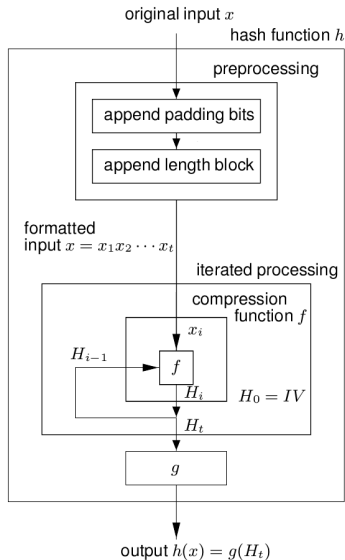 original input x
hash function h
preprocessing
append padding bits
append length block
formatted
input x = x₁x₂ ⋯ xₜ
iterated processing
compression
function f
xᵢ
Hᵢ₋₁
f
Hᵢ
H₀ = IV
Hₜ
g
output h(x) = g(Hₜ)